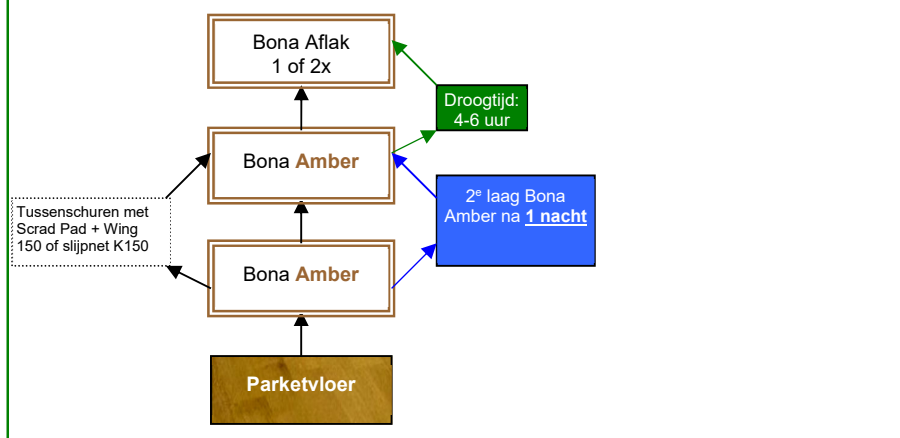 Bona Aflak
1 of 2x
Droogtijd:
4-6 uur
Bona Amber
2e laag Bona
Amber na 1 nacht
Tussenschuren met
Scrad Pad + Wing
150 of slijpnet K150
Bona Amber
Parketvloer